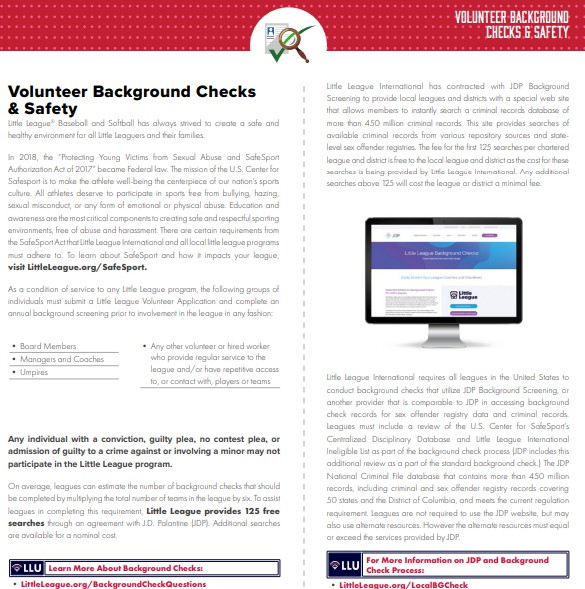 VOLUNTEER BACKGROUND
CHECKS & SAFETY
Volunteer Background Checks
& Safety
Little League® Baseball and Softball has always strived to create a safe and
healthy environment for all Little Leaguers and their families.
In 2018, the "Protecting Young Victims from Sexual Abuse and SafeSport
Authorization Act of 2017" became Federal law. The mission of the U.S. Center for
Safesport is to make the athlete well-being the centerpiece of our nation's sports
culture. All athletes deserve to participate in sports free from bullying, hazing,
sexual misconduct, or any form of emotional or physical abuse. Education and
awareness are the most critical components to creating safe and respectful sporting
environments, free of abuse and harassment. There are certain requirements from
the SafeSport Act that Little League International and all local little league programs
must adhere to. To learn about SafeSport and how it impacts your league,
visit LittleLeague.org/SafeSport.
As a condition of service to any Little League program, the following groups of
individuals must submit a Little League Volunteer Application and complete an
annual background screening prior to involvement in the league in any fashion:
• Board Members
• Managers and Coaches
• Umpires
• Any other volunteer or hired worker
who provide regular service to the
league and/or have repetitive access
to, or contact with, players or teams
Any individual with a conviction, guilty plea, no contest plea, or
admission of guilty to a crime against or involving a minor may not
participate in the Little League program.
On average, leagues can estimate the number of background checks that should
be completed by multiplying the total number of teams in the league by six. To assist
leagues in completing this requirement, Little League provides 125 free
searches through an agreement with J.D. Palantine (JDP). Additional searches
are available for a nominal cost.
LLU Learn More About Background Checks:
• LittleLeague.org/BackgroundCheckQuestions
Little League International has contracted with JDP Background
Screening to provide local leagues and districts with a special web site
that allows members to instantly search a criminal records database of
more than 450 million criminal records. This site provides searches of
available criminal records from various repository sources and state-
level sex offender registries. The fee for the first 125 searches per chartered
league and district is free to the local league and district as the cost for these
searches is being provided by Little League International. Any additional
searches above 125 will cost the league or district a minimal fee.
JDP
Little League Background Checks
Little
League
Little League International requires all leagues in the United States to
conduct background checks that utilize JDP Background Screening, or
another provider that is comparable to JDP in accessing background
check records for sex offender registry data and criminal records.
Leagues must include a review of the U.S. Center for SafeSport's
Centralized Disciplinary Database and Little League International
Ineligible List as part of the background check process (JDP includes this
additional review as a part of the standard background check.) The JDP
National Criminal File database that contains more than 450 million
records, including criminal and sex offender registry records covering
50 states and the District of Columbia, and meets the current regulation
requirement. Leagues are not required to use the JDP website, but may
also use alternate resources. However the alternate resources must equal
or exceed the services provided by JDP.
LLU For More Information on JDP and Background
Check Process:
• LittleLeague.org/LocalBGCheck